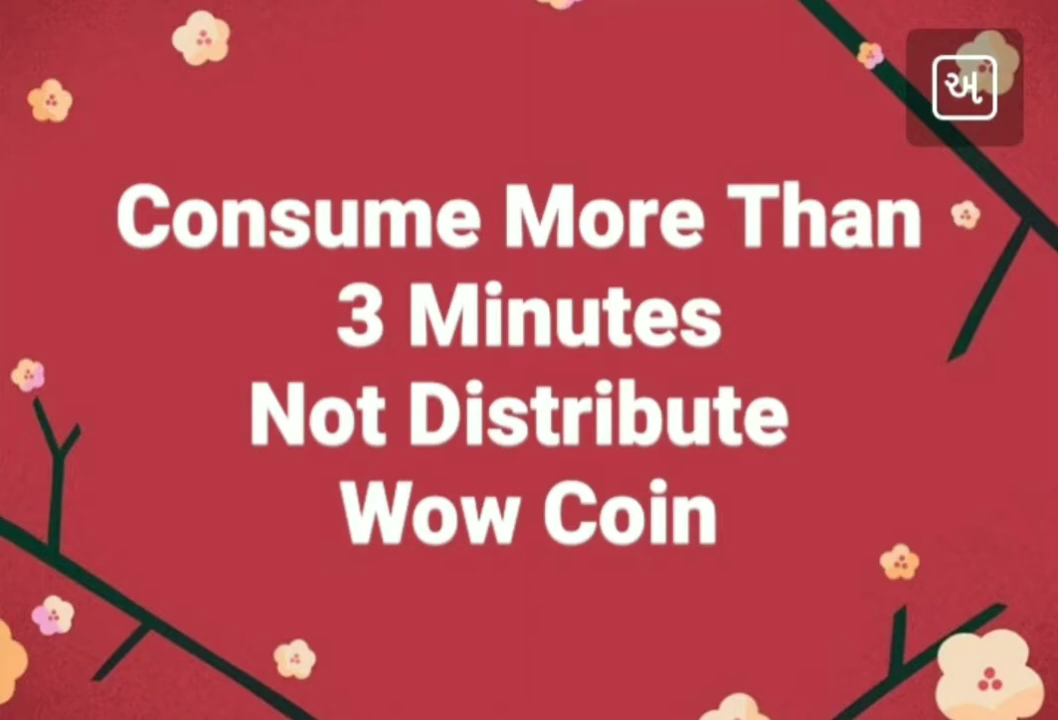 અ
Consume More Than
3 Minutes
Not Distribute
Wow Coin